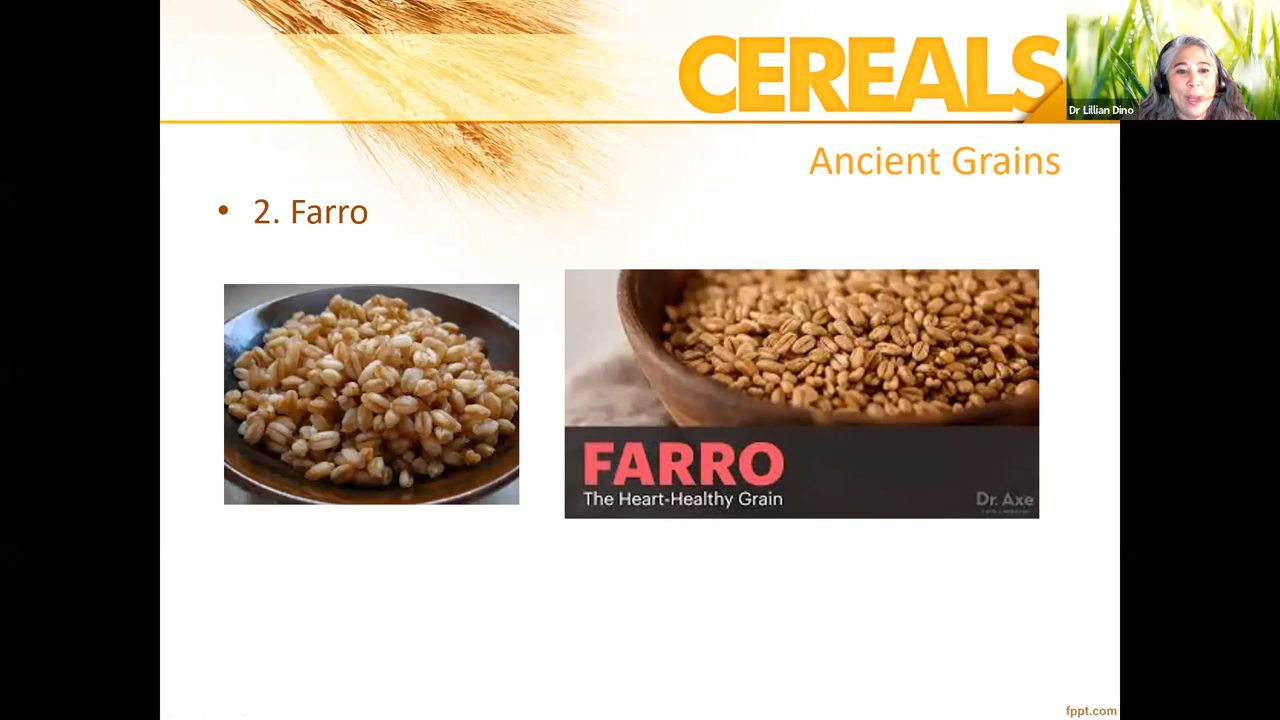 CEREALS
Dr Lillian Dino
Ancient Grains
• 2. Farro
FARRO
The Heart-Healthy Grain
Dr. Axe
fppt.com